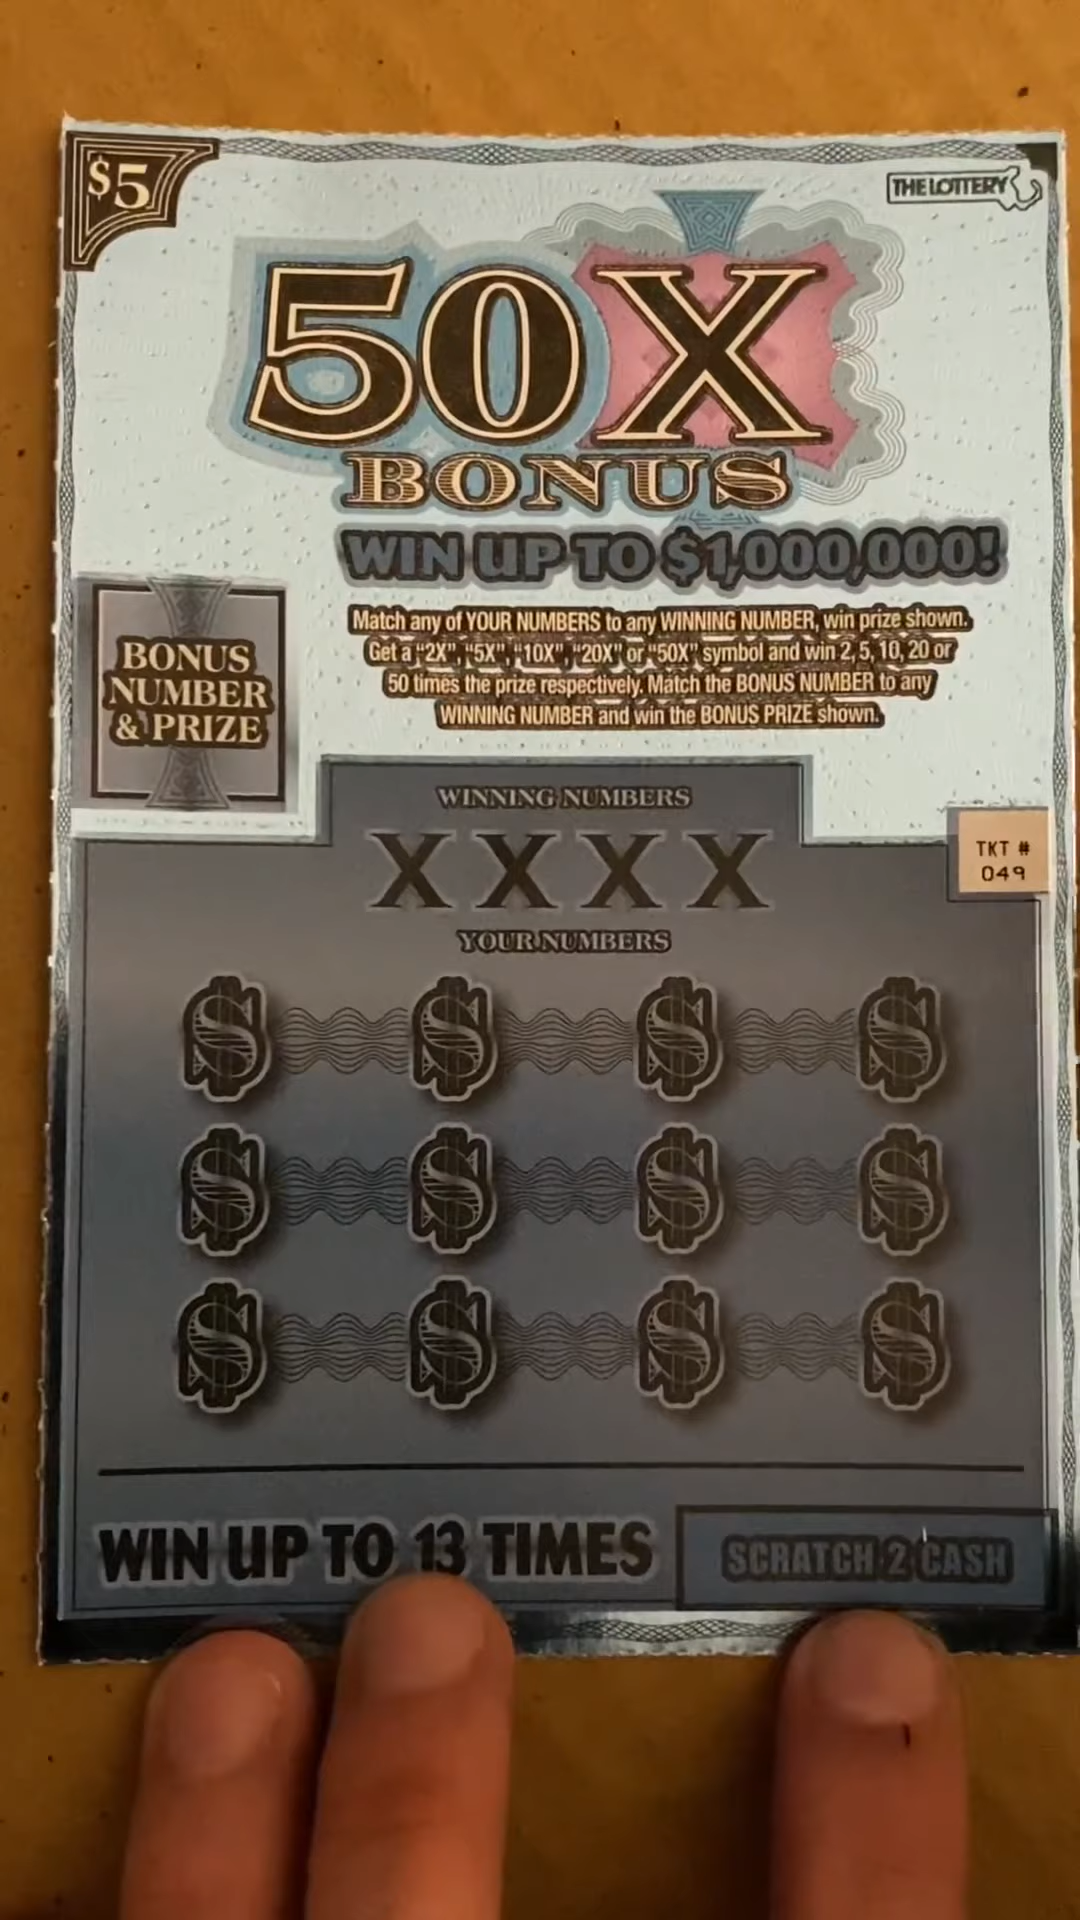 $5
THE LOTTERY
50X
BONUS
WIN UP TO $1,000,000!
Match any of YOUR NUMBERS to any WINNING NUMBER, win prize shown.
Get a "2X", "5X", "10X", "20X" or "50X" symbol and win 2, 5, 10, 20 or
50 times the prize respectively. Match the BONUS NUMBER to any
WINNING NUMBER and win the BONUS PRIZE shown.
BONUS
NUMBER
& PRIZE
WINNING NUMBERS
X X X X
TKT #
049
YOUR NUMBERS
$ $ $ $
$ $ $ $
$ $ $ $
WIN UP TO 13 TIMES
SCRATCH 2 CASH